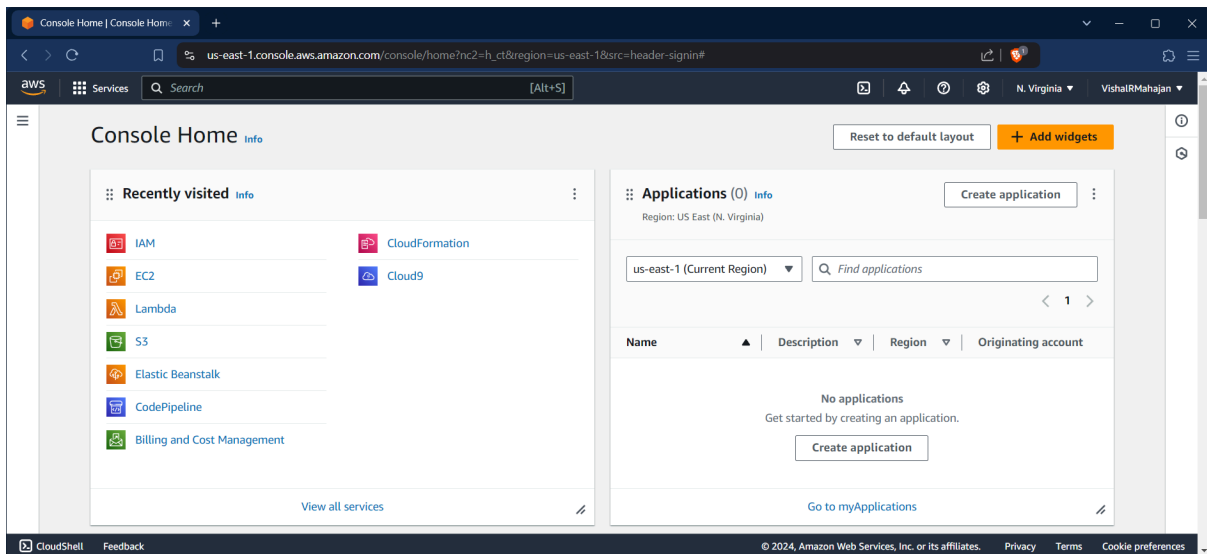 Console Home | Console Home
us-east-1.console.aws.amazon.com/console/home?nc2=h_ct&region=us-east-1&src=header-signin#
1
aws
Services
Search
[Alt+S]
N. Virginia
VishalRMahajan
Console Home Info
Reset to default layout
+ Add widgets
Recently visited Info
IAM
EC2
Lambda
S3
Elastic Beanstalk
CodePipeline
Billing and Cost Management
CloudFormation
Cloud9
View all services
Applications (0) Info
Region: US East (N. Virginia)
Create application
us-east-1 (Current Region)
Find applications
1
Name Description Region Originating account
No applications
Get started by creating an application.
Create application
Go to myApplications
CloudShell Feedback
© 2024, Amazon Web Services, Inc. or its affiliates. Privacy Terms Cookie preferences